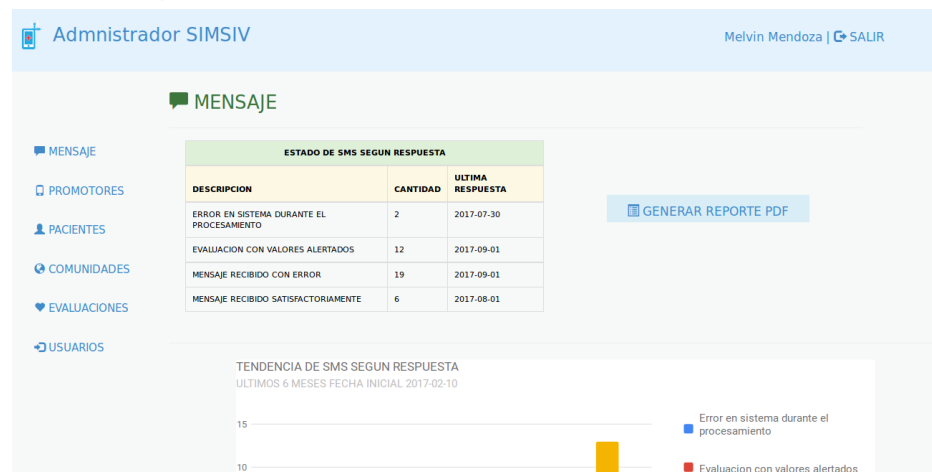 Admnistrador SIMSIV
Melvin Mendoza | SALIR
MENSAJE
MENSAJE
PROMOTORES
PACIENTES
COMUNIDADES
EVALUACIONES
USUARIOS
ESTADO DE SMS SEGUN RESPUESTA
DESCRIPCION CANTIDAD ULTIMA
RESPUESTA
ERROR EN SISTEMA DURANTE EL 2 2017-07-30
PROCESAMIENTO
EVALUACION CON VALORES ALERTADOS 12 2017-09-01
MENSAJE RECIBIDO CON ERROR 19 2017-09-01
MENSAJE RECIBIDO SATISFACTORIAMENTE 6 2017-08-01
GENERAR REPORTE PDF
TENDENCIA DE SMS SEGUN RESPUESTA
ULTIMOS 6 MESES FECHA INICIAL 2017-02-10
15
10
Error en sistema durante el
procesamiento
Evaluacion con valores alertados